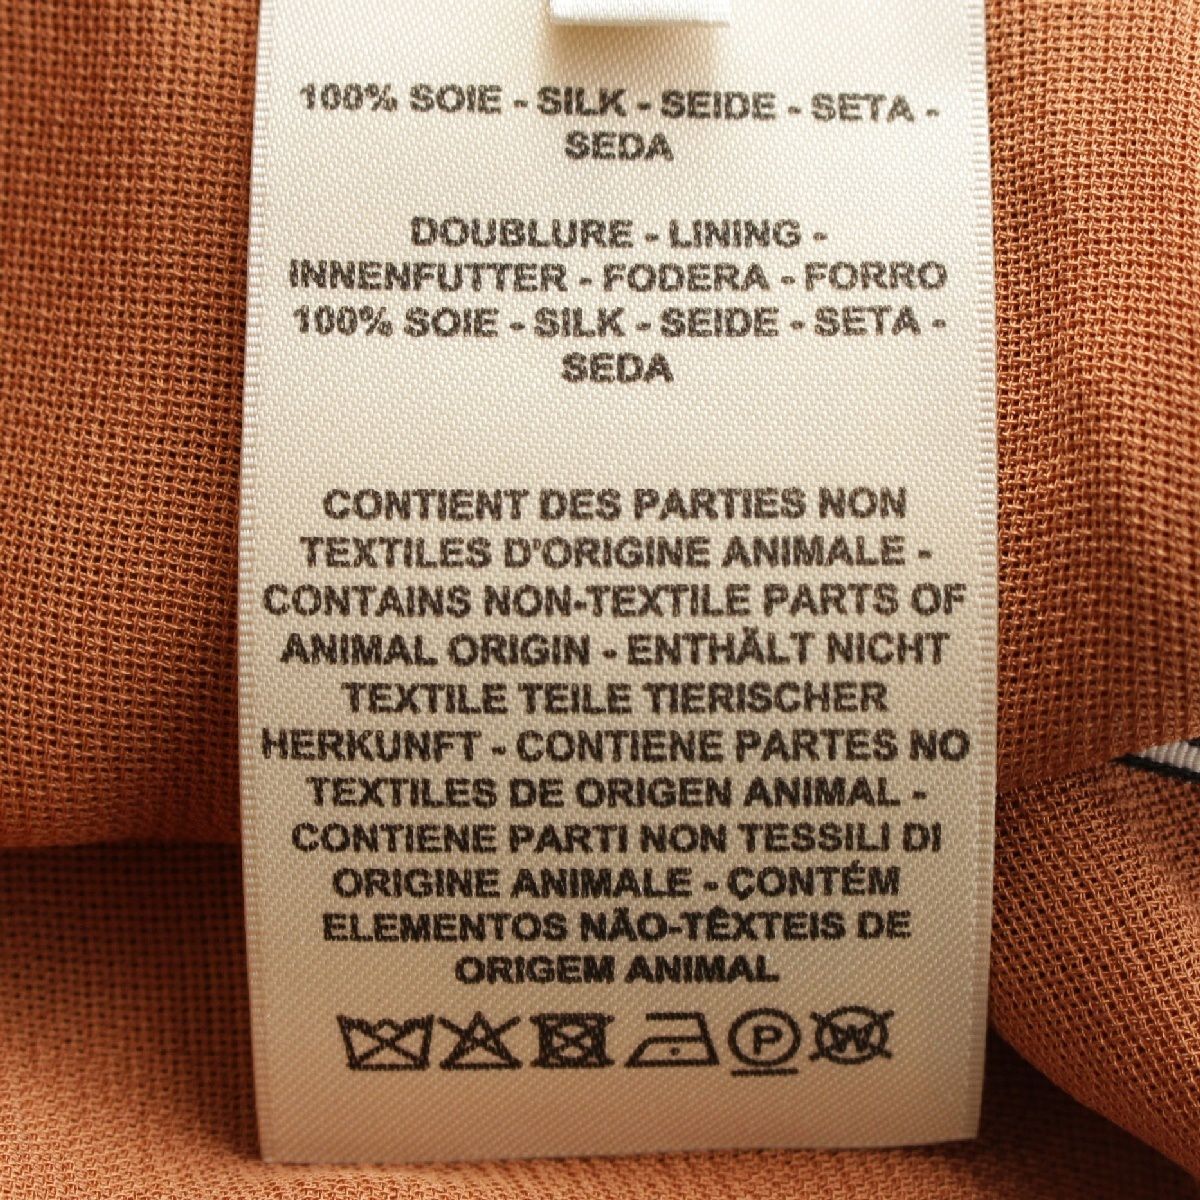 100% SOIE - SILK - SEIDE - SETA -
SEDA
DOUBLURE - LINING -
INNENFUTTER - FODERA - FORRO
100% SOIE - SILK - SEIDE - SETA -
SEDA
CONTIENT DES PARTIES NON
TEXTILES D'ORIGINE ANIMALE -
CONTAINS NON-TEXTILE PARTS OF
ANIMAL ORIGIN - ENTHÄLT NICHT
TEXTILE TEILE TIERISCHER
HERKUNFT - CONTIENE PARTES NO
TEXTILES DE ORIGEN ANIMAL -
CONTIENE PARTI NON TESSILI DI
ORIGINE ANIMALE - ÇONTÉM
ELEMENTOS NÃO-TÊXTEIS DE
ORIGEM ANIMAL
P W